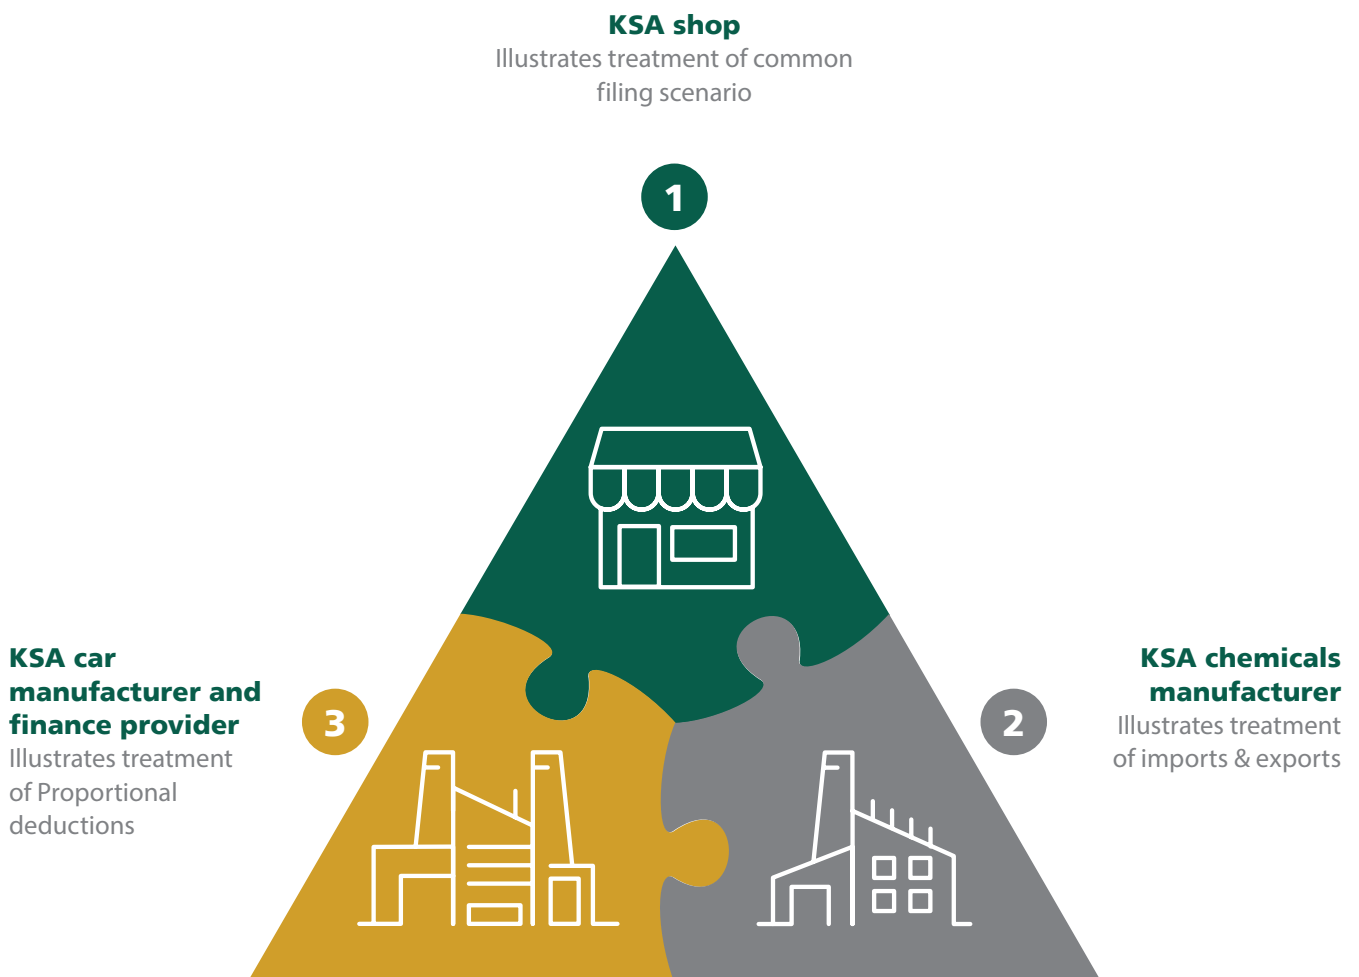 KSA shop
Illustrates treatment of common
filing scenario
1
KSA car
manufacturer and
finance provider
Illustrates treatment
of Proportional
deductions
3
2
KSA chemicals
manufacturer
Illustrates treatment
of imports & exports